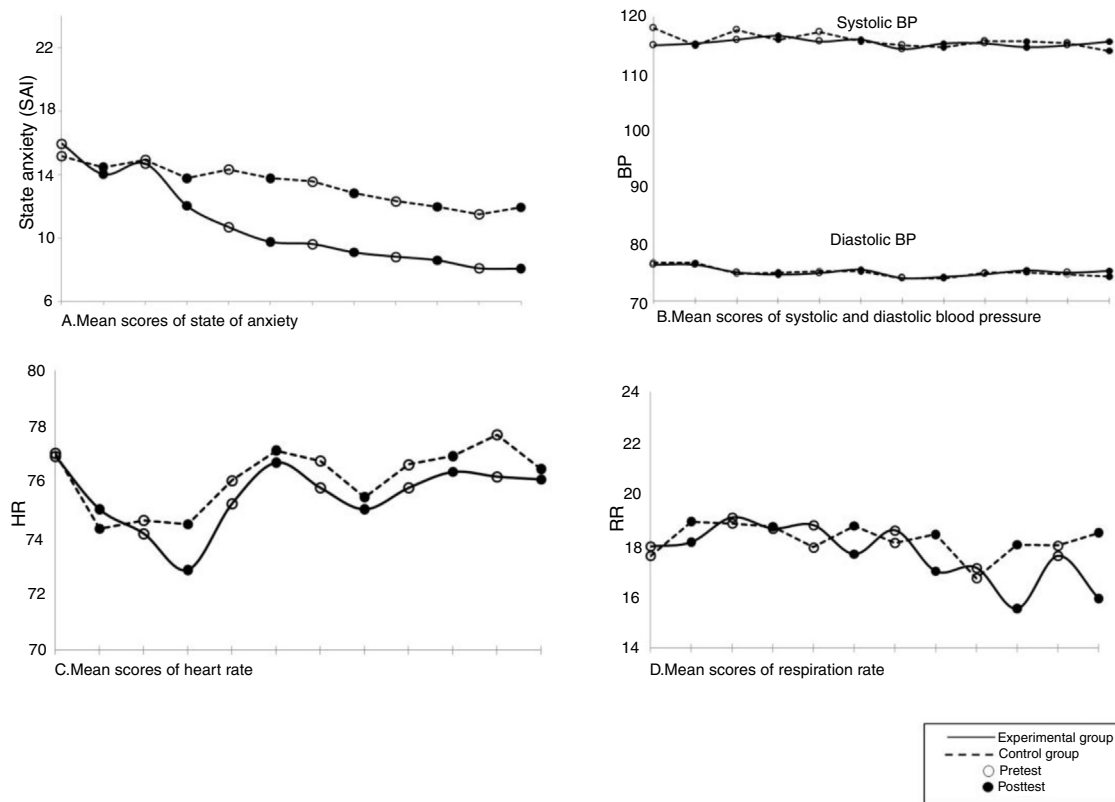 State anxiety (SAI)
22
18
14
10
6
A.Mean scores of state of anxiety
BP
120
110
100
90
80
70
Systolic BP
Diastolic BP
B.Mean scores of systolic and diastolic blood pressure
HR
80
78
76
74
72
70
C.Mean scores of heart rate
RR
24
22
20
18
16
14
D.Mean scores of respiration rate
Experimental group
Control group
Pretest
Posttest